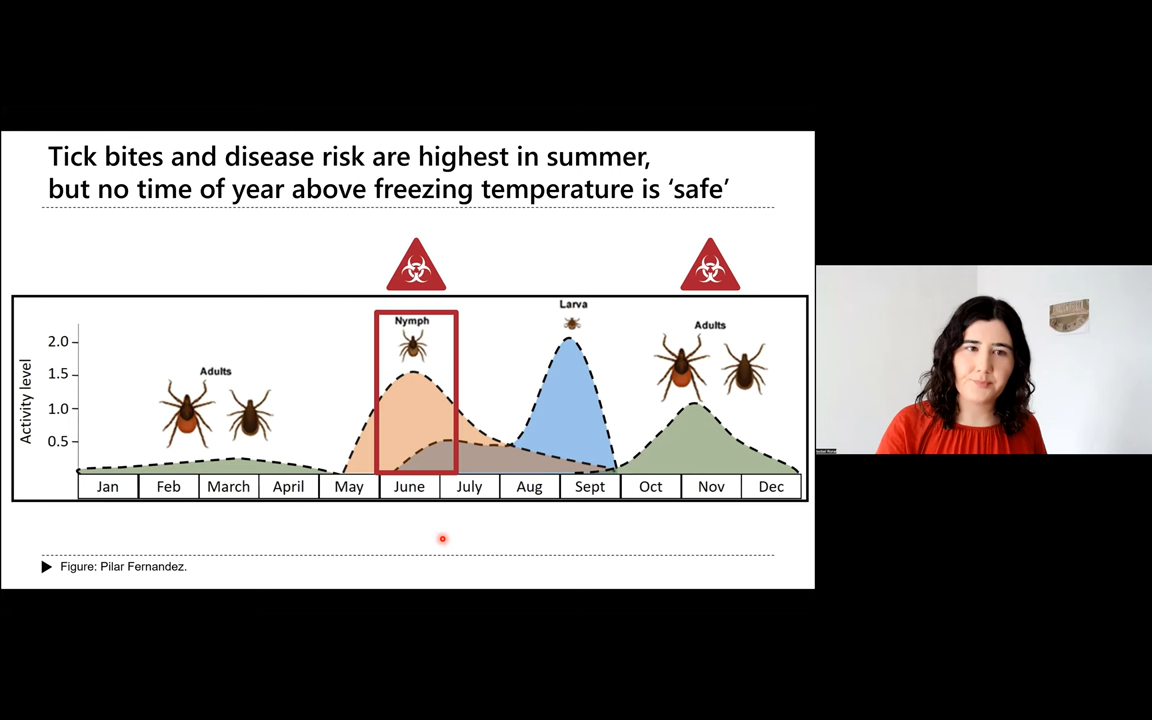 Tick bites and disease risk are highest in summer,
but no time of year above freezing temperature is ‘safe’
Larva
Nymph
Adults
Adults
Activity level
2.0
1.5
1.0
0.5
Jan Feb March April May June July Aug Sept Oct Nov Dec
Figure: Pilar Fernandez.